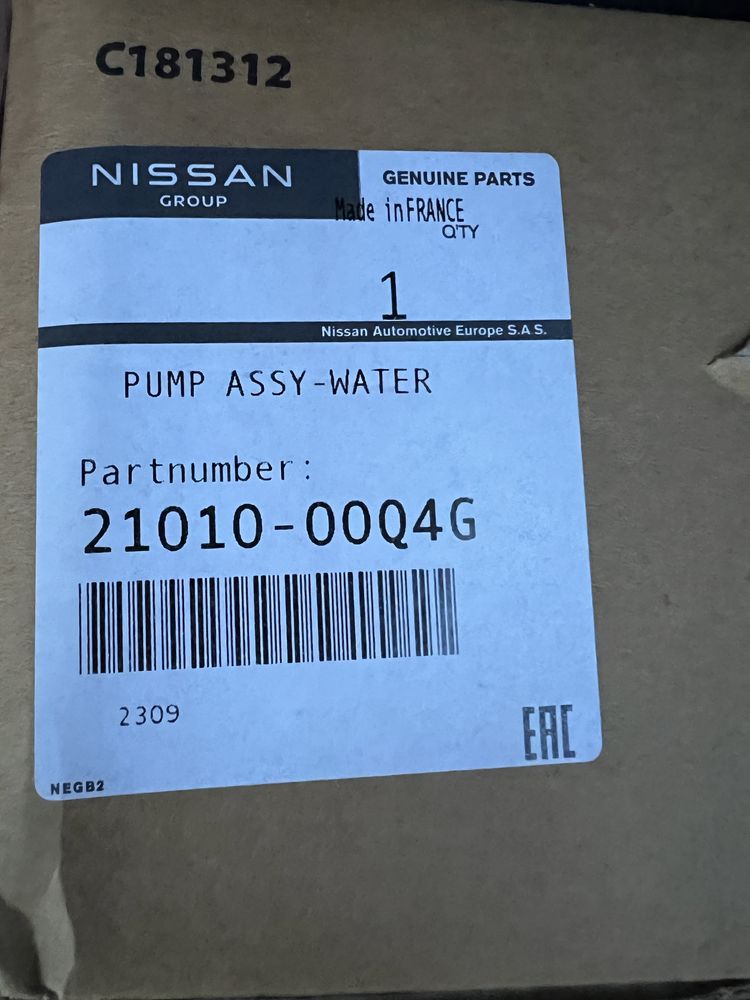 C181312
NISSAN
GROUP
GENUINE PARTS
Made inFRANCE
Q'TY
1
Nissan Automotive Europe S.A.S.
PUMP ASSY-WATER
Partnumber:
21010-00Q4G
2309
EAC
NEGB2